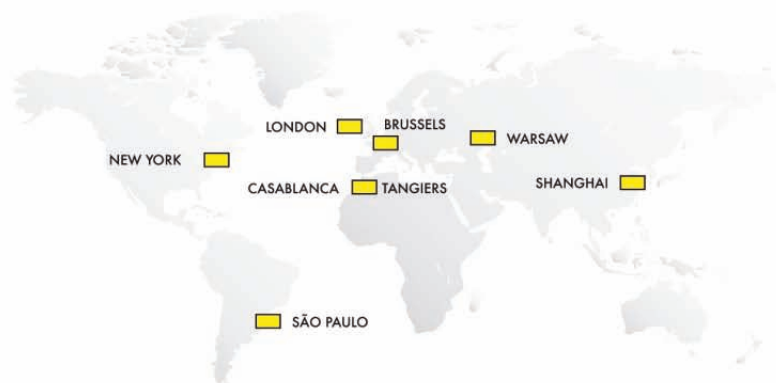 LONDON
BRUSSELS
WARSAW
NEW YORK
CASABLANCA
TANGIERS
SHANGHAI
SÃO PAULO